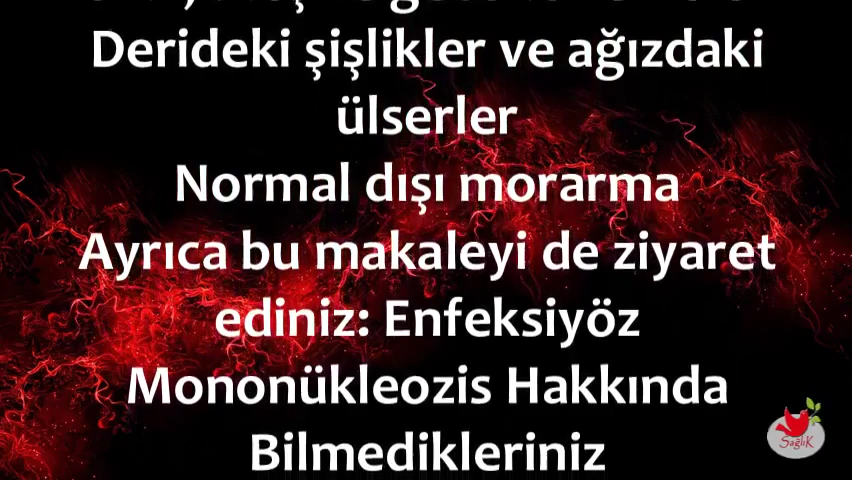 Derideki şişlikler ve ağızdaki
ülserler
Normal dışı morarma
Ayrıca bu makaleyi de ziyaret
ediniz: Enfeksiyöz
Mononükleozis Hakkında
Bilmedikleriniz
SağlıK